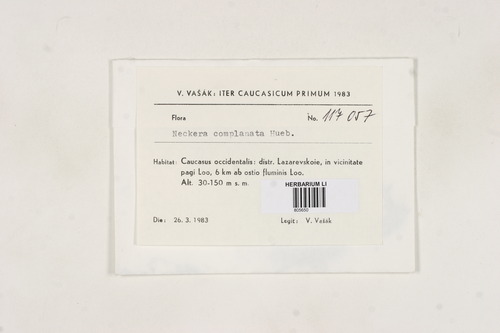 V. VAŠÁK: ITER CAUCASICUM PRIMUM 1983
Flora No. 117 057
Neckera complanata Hueb.
Habitat: Caucasus occidentalis: distr. Lazarevskoie, in vicinitate
pagi Loo, 6 km ab ostio fluminis Loo.
Alt. 30-150 m s. m.
HERBARIUM LI
600650
Die: 26. 3. 1983 Legit: V. Vašák